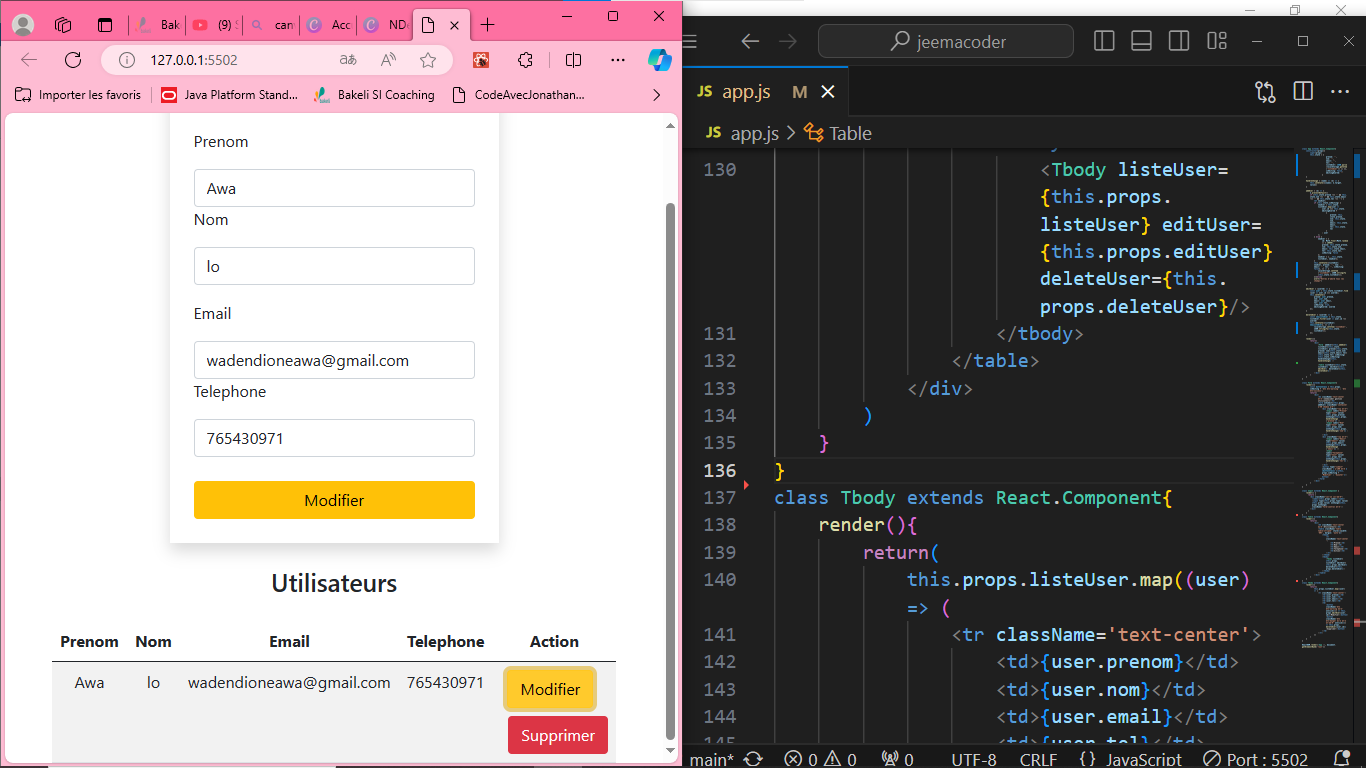 Bak
(9)
can
Acc
NDe
127.0.0.1:5502
Importer les favoris
Java Platform Stand...
Bakeli SI Coaching
CodeAvecJonathan...
Prenom
Awa
Nom
lo
Email
wadendioneawa@gmail.com
Telephone
765430971
Modifier
Utilisateurs
Prenom Nom Email Telephone Action
Awa lo wadendioneawa@gmail.com 765430971 Modifier
Supprimer
jeemacoder
JS app.js M
JS app.js > Table
130 <Tbody listeUser=
{this.props.
listeUser} editUser=
{this.props.editUser}
deleteUser={this.
props.deleteUser}/>
131 </tbody>
132 </table>
133 </div>
134 )
135 }
136 }
137 class Tbody extends React.Component{
138 render(){
139 return(
140 this.props.listeUser.map((user)
=> (
141 <tr className='text-center'>
142 <td>{user.prenom}</td>
143 <td>{user.nom}</td>
144 <td>{user.email}</td>
145 <td>{user.tel}</td>
main* 0 0 0 UTF-8 CRLF {} JavaScript Port : 5502